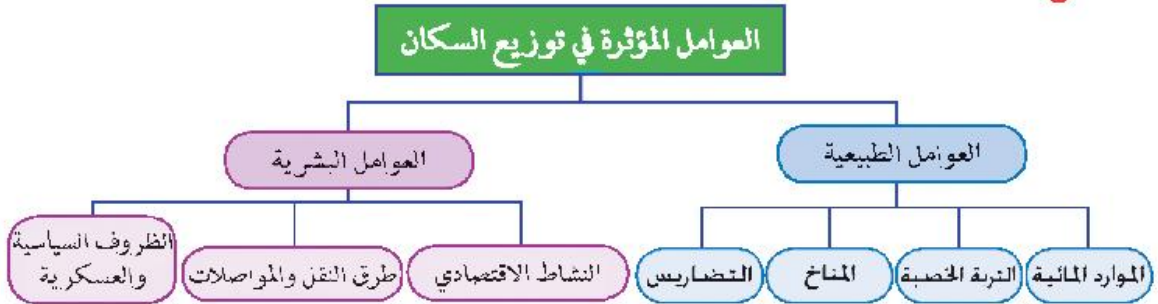 العوامل المؤثرة في توزيع السكان
العوامل الطبيعية
العوامل البشرية
الموارد المائية
التربة الخصبة
المناخ
التضاريس
النشاط الاقتصادي
طرق النقل والمواصلات
الظروف السياسية
والعسكرية